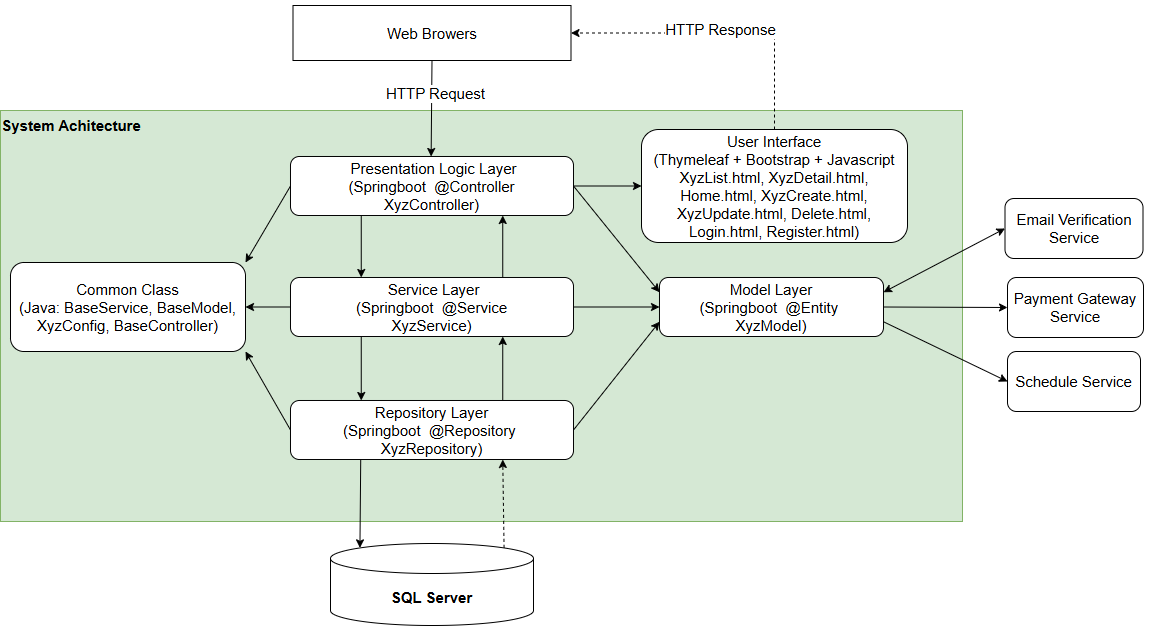 Web Browers
HTTP Response
HTTP Request
System Achitecture
Presentation Logic Layer
(Springboot @Controller
XyzController)
User Interface
(Thymeleaf + Bootstrap + Javascript
XyzList.html, XyzDetail.html,
Home.html, XyzCreate.html,
XyzUpdate.html, Delete.html,
Login.html, Register.html)
Email Verification
Service
Common Class
(Java: BaseService, BaseModel,
XyzConfig, BaseController)
Service Layer
(Springboot @Service
XyzService)
Model Layer
(Springboot @Entity
XyzModel)
Payment Gateway
Service
Schedule Service
Repository Layer
(Springboot @Repository
XyzRepository)
SQL Server